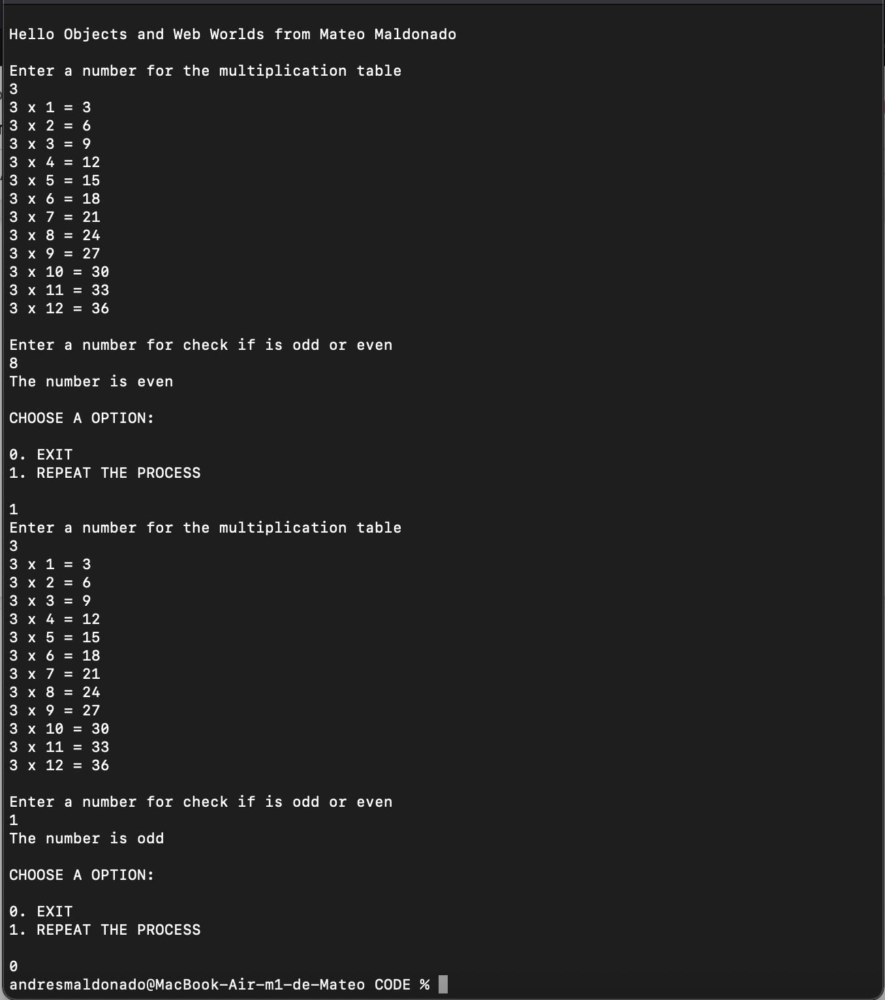 Hello Objects and Web Worlds from Mateo Maldonado
Enter a number for the multiplication table
3
3 x 1 = 3
3 x 2 = 6
3 x 3 = 9
3 x 4 = 12
3 x 5 = 15
3 x 6 = 18
3 x 7 = 21
3 x 8 = 24
3 x 9 = 27
3 x 10 = 30
3 x 11 = 33
3 x 12 = 36
Enter a number for check if is odd or even
8
The number is even
CHOOSE A OPTION:
0. EXIT
1. REPEAT THE PROCESS
1
Enter a number for the multiplication table
3
3 x 1 = 3
3 x 2 = 6
3 x 3 = 9
3 x 4 = 12
3 x 5 = 15
3 x 6 = 18
3 x 7 = 21
3 x 8 = 24
3 x 9 = 27
3 x 10 = 30
3 x 11 = 33
3 x 12 = 36
Enter a number for check if is odd or even
1
The number is odd
CHOOSE A OPTION:
0. EXIT
1. REPEAT THE PROCESS
0
andresmaldonado@MacBook-Air-m1-de-Mateo CODE %